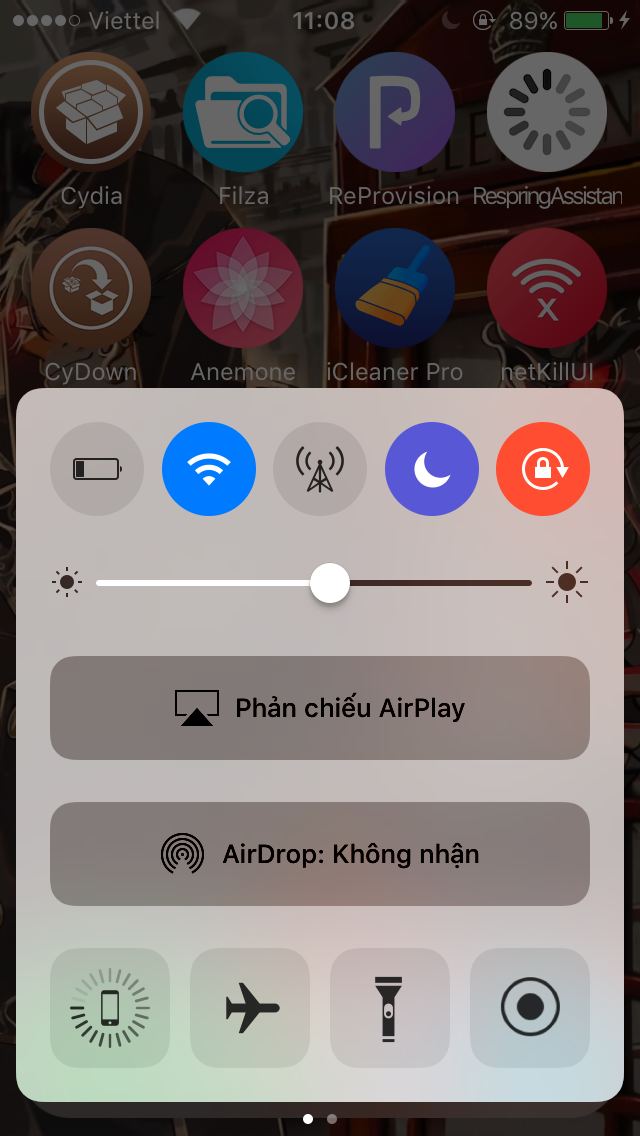 Viettel 11:08 89%
Cydia Filza ReProvision RespringAssistan
CyDown Anemone iCleaner Pro netKillUI
Phản chiếu AirPlay
AirDrop: Không nhận